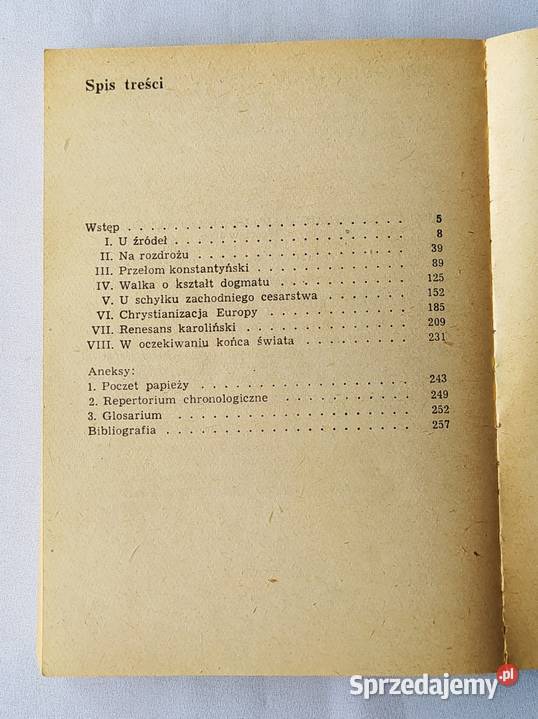 Spis treści
Wstęp . . . . . . . . . . . . . . . . . . . . 5
I. U źródeł . . . . . . . . . . . . . . . . . 8
II. Na rozdrożu . . . . . . . . . . . . . . . 39
III. Przełom konstantyński . . . . . . . . . . 89
IV. Walka o kształt dogmatu . . . . . . . . . 125
V. U schyłku zachodniego cesarstwa . . . . . . 152
VI. Chrystianizacja Europy . . . . . . . . . . 185
VII. Renesans karoliński . . . . . . . . . . . 209
VIII. W oczekiwaniu końca świata . . . . . . . 231
Aneksy:
1. Poczet papieży . . . . . . . . . . . . . . 243
2. Repertorium chronologiczne . . . . . . . . 249
3. Glosarium . . . . . . . . . . . . . . . . 252
Bibliografia . . . . . . . . . . . . . . . . 257
Sprzedajemy.pl